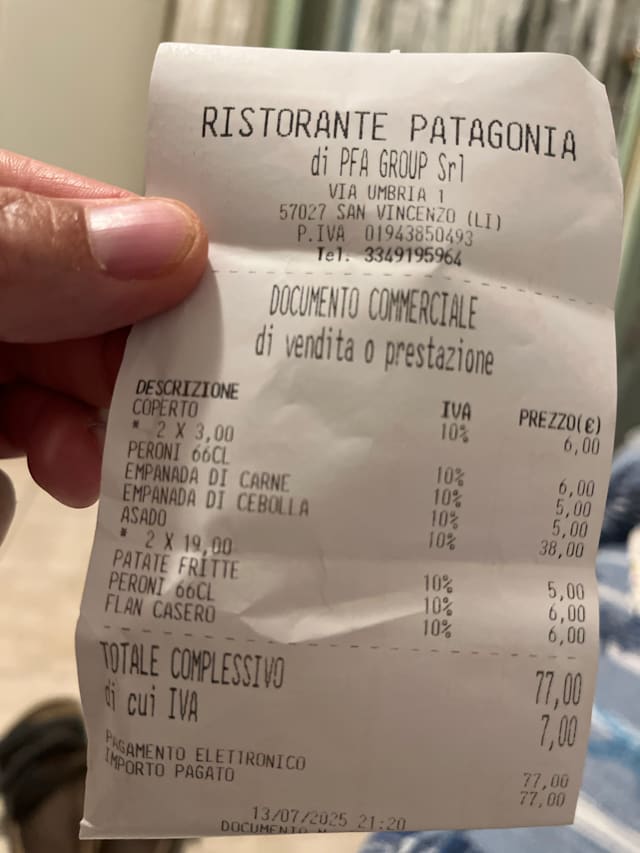 RISTORANTE PATAGONIA
di PFA GROUP Srl
VIA UMBRIA 1
57027 SAN VINCENZO (LI)
P.IVA 01943850493
Tel. 3349195964
DOCUMENTO COMMERCIALE
di vendita o prestazione
DESCRIZIONE IVA PREZZO(€)
COPERTO 10% 6,00
* 2 X 3,00
PERONI 66CL 10% 6,00
EMPANADA DI CARNE 10% 5,00
EMPANADA DI CEBOLLA 10% 5,00
ASADO 10% 38,00
* 2 X 19,00
PATATE FRITTE 10% 5,00
PERONI 66CL 10% 6,00
FLAN CASERO 10% 6,00
TOTALE COMPLESSIVO 77,00
di cui IVA 7,00
PAGAMENTO ELETTRONICO 77,00
IMPORTO PAGATO 77,00
13/07/2025 21:20
DOCUMENTO